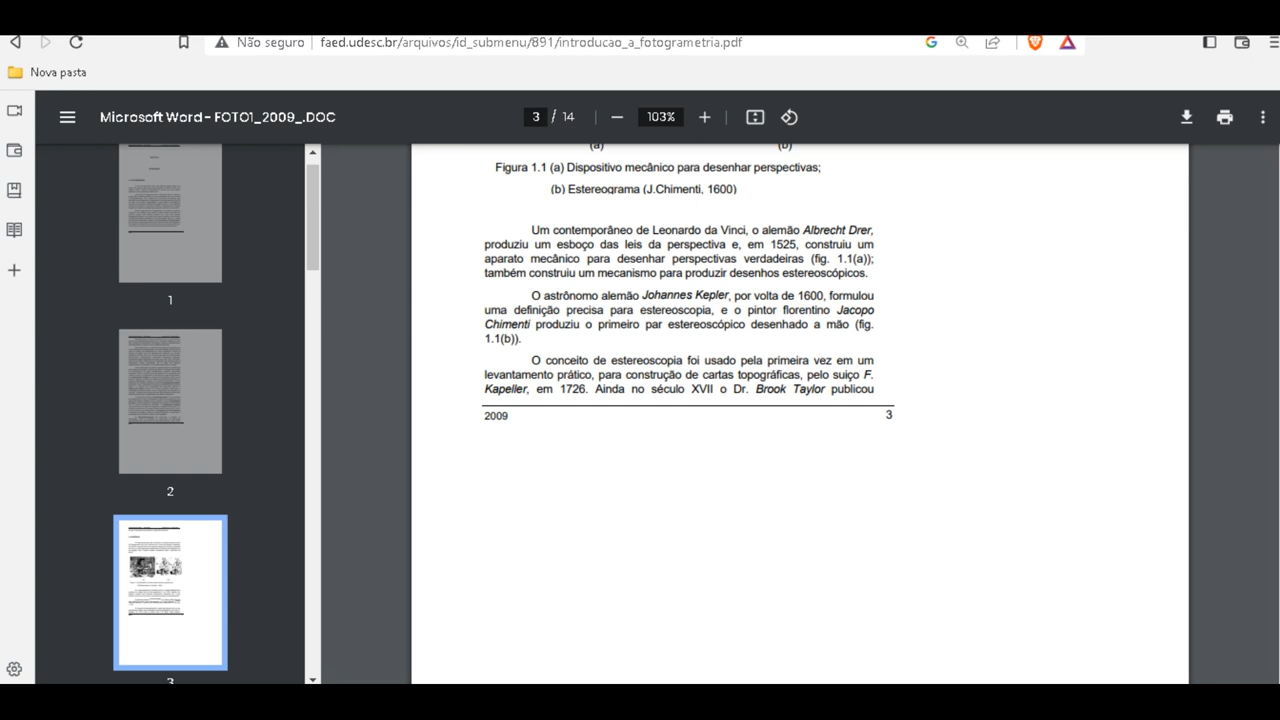 Não seguro
faed.udesc.br/arquivos/id_submenu/891/introducao_a_fotogrametria.pdf
Nova pasta
Microsoft Word - FOTO1_2009_.DOC
3 / 14
103%
1
2
3
(a) (b)
Figura 1.1 (a) Dispositivo mecânico para desenhar perspectivas;
(b) Estereograma (J.Chimenti, 1600)
Um contemporâneo de Leonardo da Vinci, o alemão Albrecht Drer,
produziu um esboço das leis da perspectiva e, em 1525, construiu um
aparato mecânico para desenhar perspectivas verdadeiras (fig. 1.1(a));
também construiu um mecanismo para produzir desenhos estereoscópicos.
O astrônomo alemão Johannes Kepler, por volta de 1600, formulou
uma definição precisa para estereoscopia, e o pintor florentino Jacopo
Chimenti produziu o primeiro par estereoscópico desenhado a mão (fig.
1.1(b)).
O conceito de estereoscopia foi usado pela primeira vez em um
levantamento prático, para construção de cartas topográficas, pelo suiço F.
Kapeller, em 1726. Ainda no século XVII o Dr. Brook Taylor publicou
2009 3